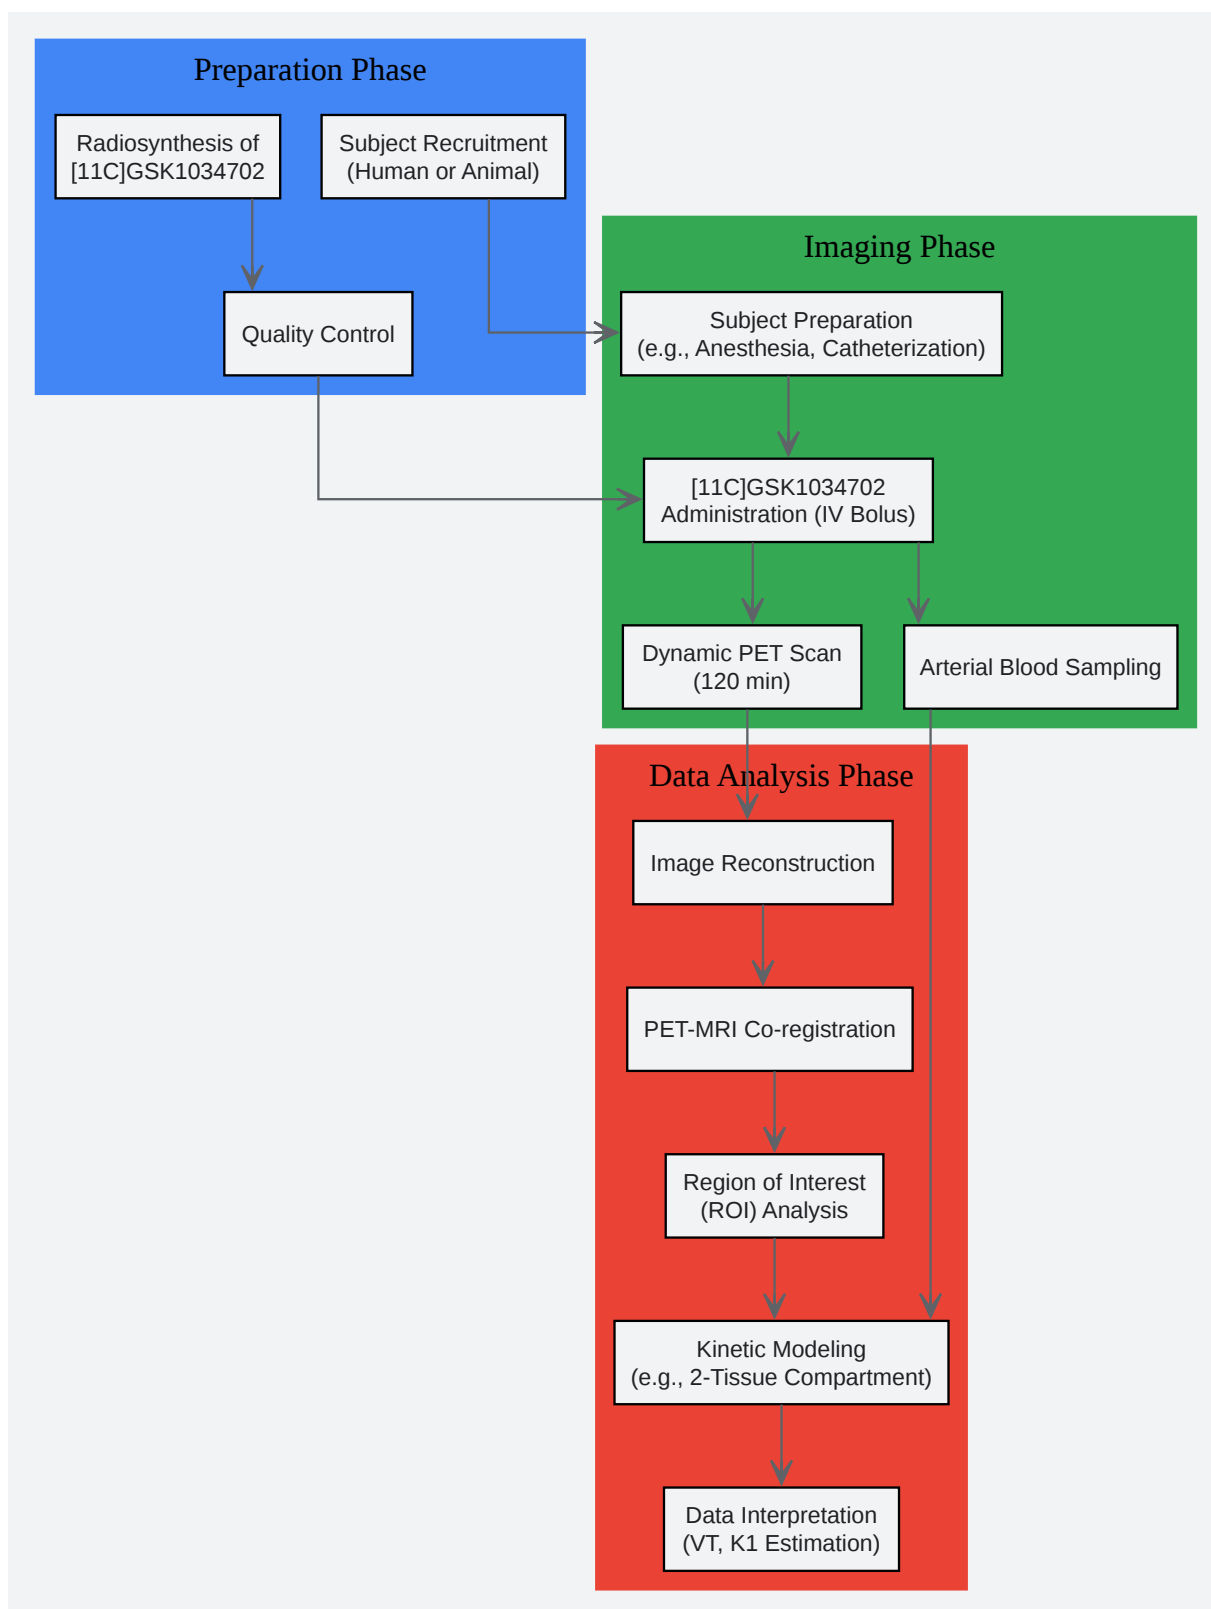 Preparation Phase
Radiosynthesis of
[11C]GSK1034702
Subject Recruitment
(Human or Animal)
Quality Control
Imaging Phase
Subject Preparation
(e.g., Anesthesia, Catheterization)
[11C]GSK1034702
Administration (IV Bolus)
Dynamic PET Scan
(120 min)
Arterial Blood Sampling
Data Analysis Phase
Image Reconstruction
PET-MRI Co-registration
Region of Interest
(ROI) Analysis
Kinetic Modeling
(e.g., 2-Tissue Compartment)
Data Interpretation
(VT, K1 Estimation)